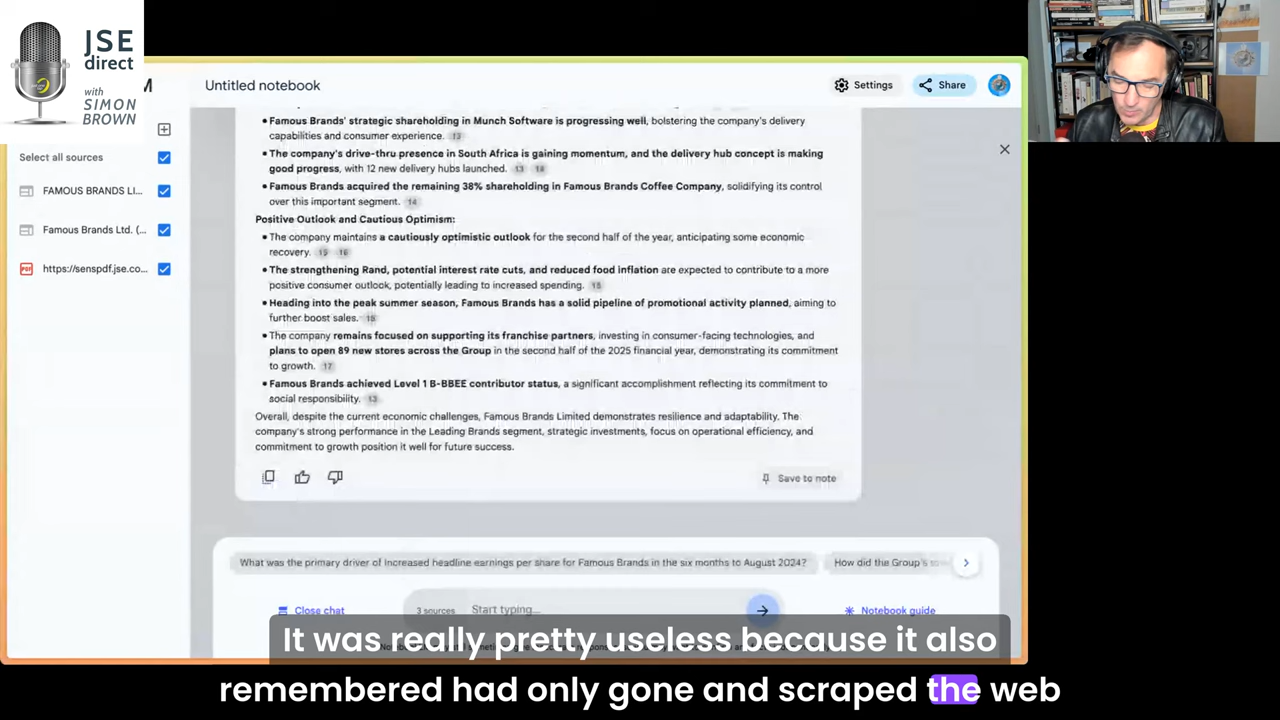 JSE
direct
with
SIMON
BROWN
M
Untitled notebook
Settings
Share
Select all sources
FAMOUS BRANDS LI...
Famous Brands Ltd. (...
https://senspdf.jse.co...
PDF
• Famous Brands' strategic shareholding in Munch Software is progressing well, bolstering the company's delivery
capabilities and consumer experience. 12
• The company's drive-thru presence in South Africa is gaining momentum, and the delivery hub concept is making
good progress, with 12 new delivery hubs launched. 13
• Famous Brands acquired the remaining 38% shareholding in Famous Brands Coffee Company, solidifying its control
over this important segment. 14
Positive Outlook and Cautious Optimism:
• The company maintains a cautiously optimistic outlook for the second half of the year, anticipating some economic
recovery. 16
• The strengthening Rand, potential interest rate cuts, and reduced food inflation are expected to contribute to a more
positive consumer outlook, potentially leading to increased spending.
• Heading into the peak summer season, Famous Brands has a solid pipeline of promotional activity planned, aiming to
further boost sales.
• The company remains focused on supporting its franchise partners, investing in consumer-facing technologies, and
plans to open 89 new stores across the Group in the second half of the 2025 financial year, demonstrating its commitment
to growth. 17
• Famous Brands achieved Level 1 B-BBEE contributor status, a significant accomplishment reflecting its commitment to
social responsibility. 13
Overall, despite the current economic challenges, Famous Brands Limited demonstrates resilience and adaptability. The
company's strong performance in the Leading Brands segment, strategic investments, focus on operational efficiency, and
commitment to growth position it well for future success.
Save to note
What was the primary driver of increased headline earnings per share for Famous Brands in the six months to August 2024?
How did the Group's
Close chat
3 sources
Start typing...
Notebook guide
It was really pretty useless because it also
remembered had only gone and scraped the web